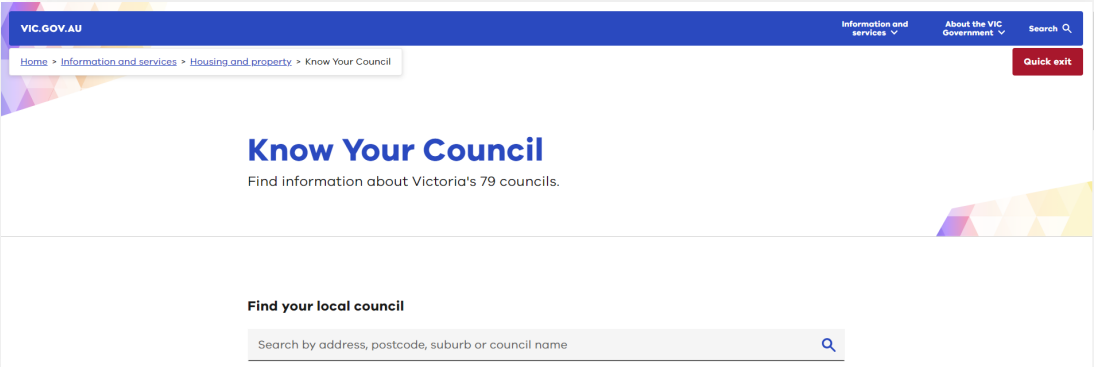 VIC.GOV.AU
Information and
services
About the VIC
Government
Search
Home > Information and services > Housing and property > Know Your Council
Quick exit
Know Your Council
Find information about Victoria's 79 councils.
Find your local council
Search by address, postcode, suburb or council name